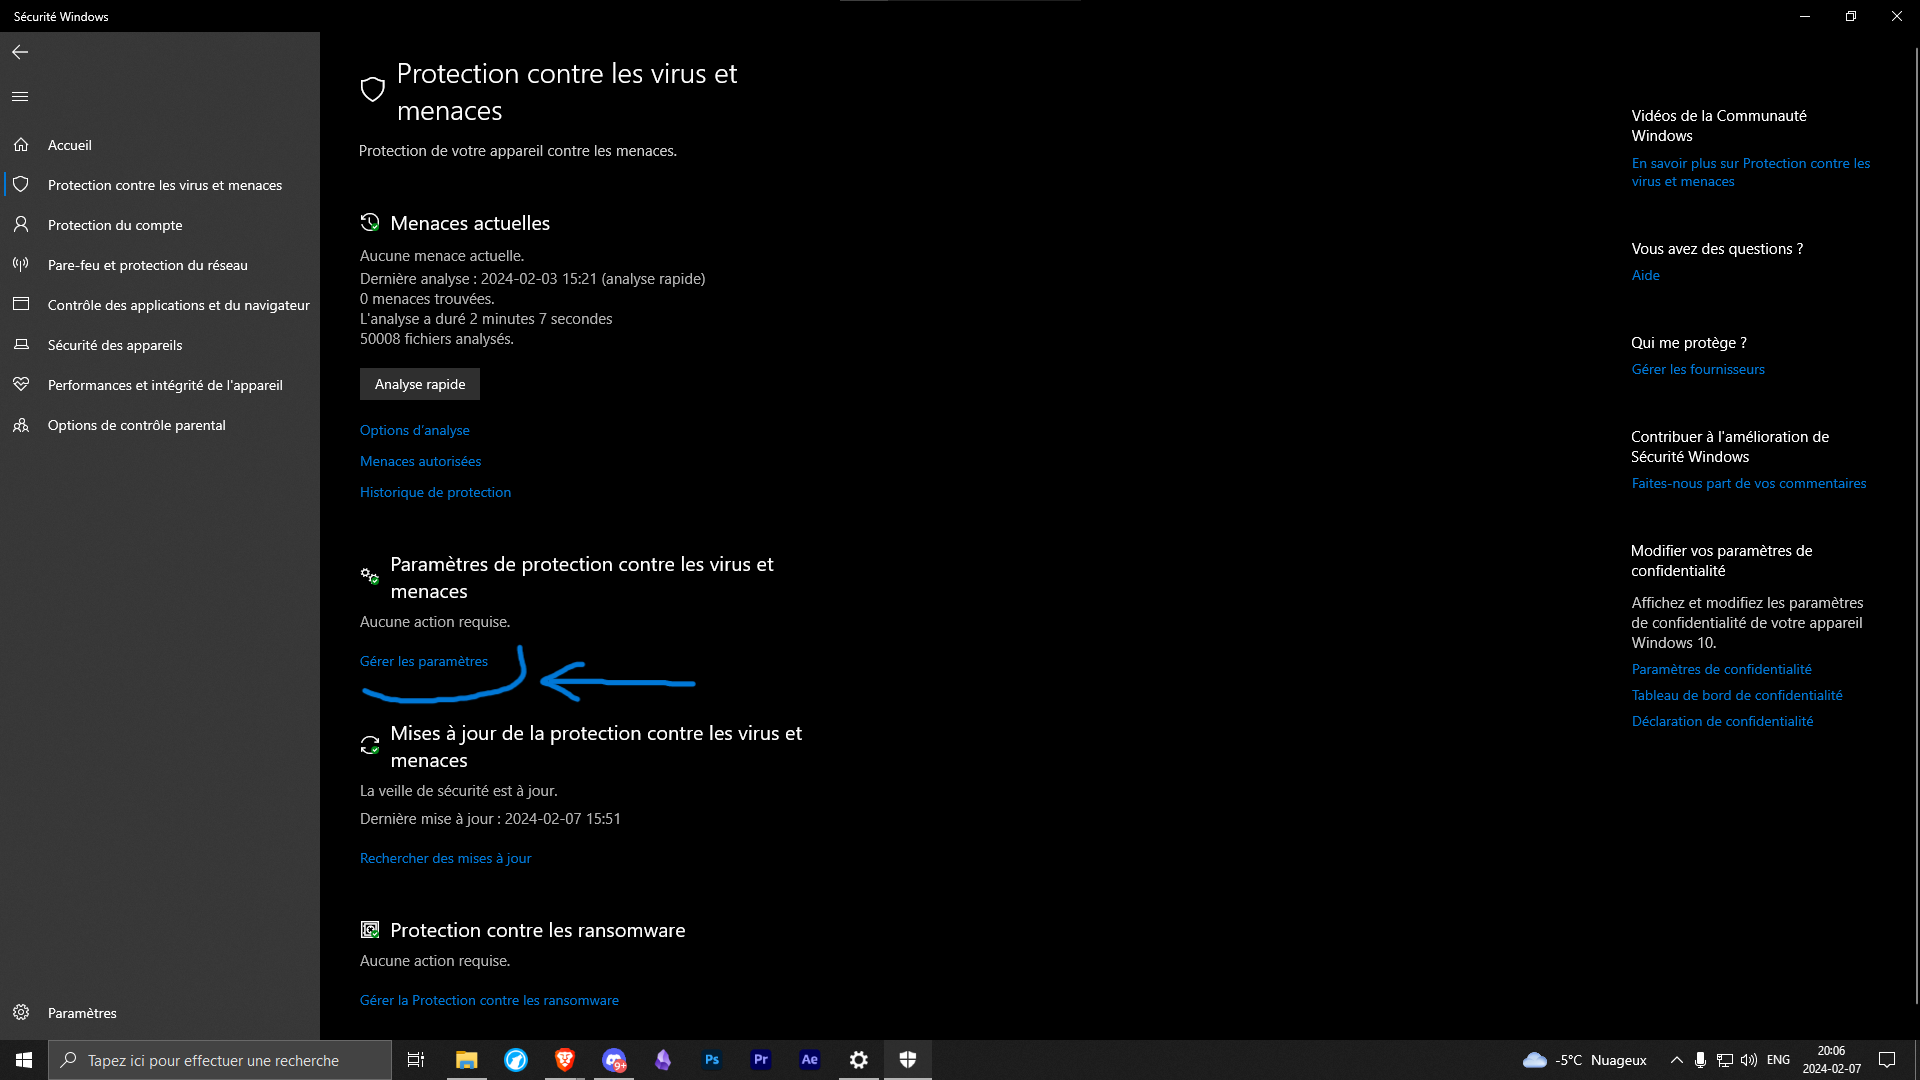 Sécurité Windows
Accueil
Protection contre les virus et menaces
Protection du compte
Pare-feu et protection du réseau
Contrôle des applications et du navigateur
Sécurité des appareils
Performances et intégrité de l'appareil
Options de contrôle parental
Paramètres
Protection contre les virus et
menaces
Protection de votre appareil contre les menaces.
Menaces actuelles
Aucune menace actuelle.
Dernière analyse : 2024-02-03 15:21 (analyse rapide)
0 menaces trouvées.
L'analyse a duré 2 minutes 7 secondes
50008 fichiers analysés.
Analyse rapide
Options d'analyse
Menaces autorisées
Historique de protection
Paramètres de protection contre les virus et
menaces
Aucune action requise.
Gérer les paramètres
Mises à jour de la protection contre les virus et
menaces
La veille de sécurité est à jour.
Dernière mise à jour : 2024-02-07 15:51
Rechercher des mises à jour
Protection contre les ransomware
Aucune action requise.
Gérer la Protection contre les ransomware
Vidéos de la Communauté
Windows
En savoir plus sur Protection contre les
virus et menaces
Vous avez des questions ?
Aide
Qui me protège ?
Gérer les fournisseurs
Contribuer à l'amélioration de
Sécurité Windows
Faites-nous part de vos commentaires
Modifier vos paramètres de
confidentialité
Affichez et modifiez les paramètres
de confidentialité de votre appareil
Windows 10.
Paramètres de confidentialité
Tableau de bord de confidentialité
Déclaration de confidentialité
Tapez ici pour effectuer une recherche
9+
Ps
Pr
Ae
-5°C Nuageux
ENG
20:06
2024-02-07